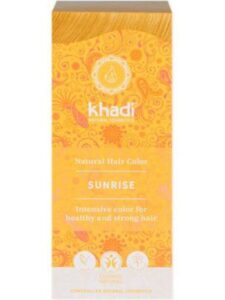 khadi
NATURAL COSMETICS
Natural Hair Color
SUNRISE
Intensive color for
healthy and strong hair